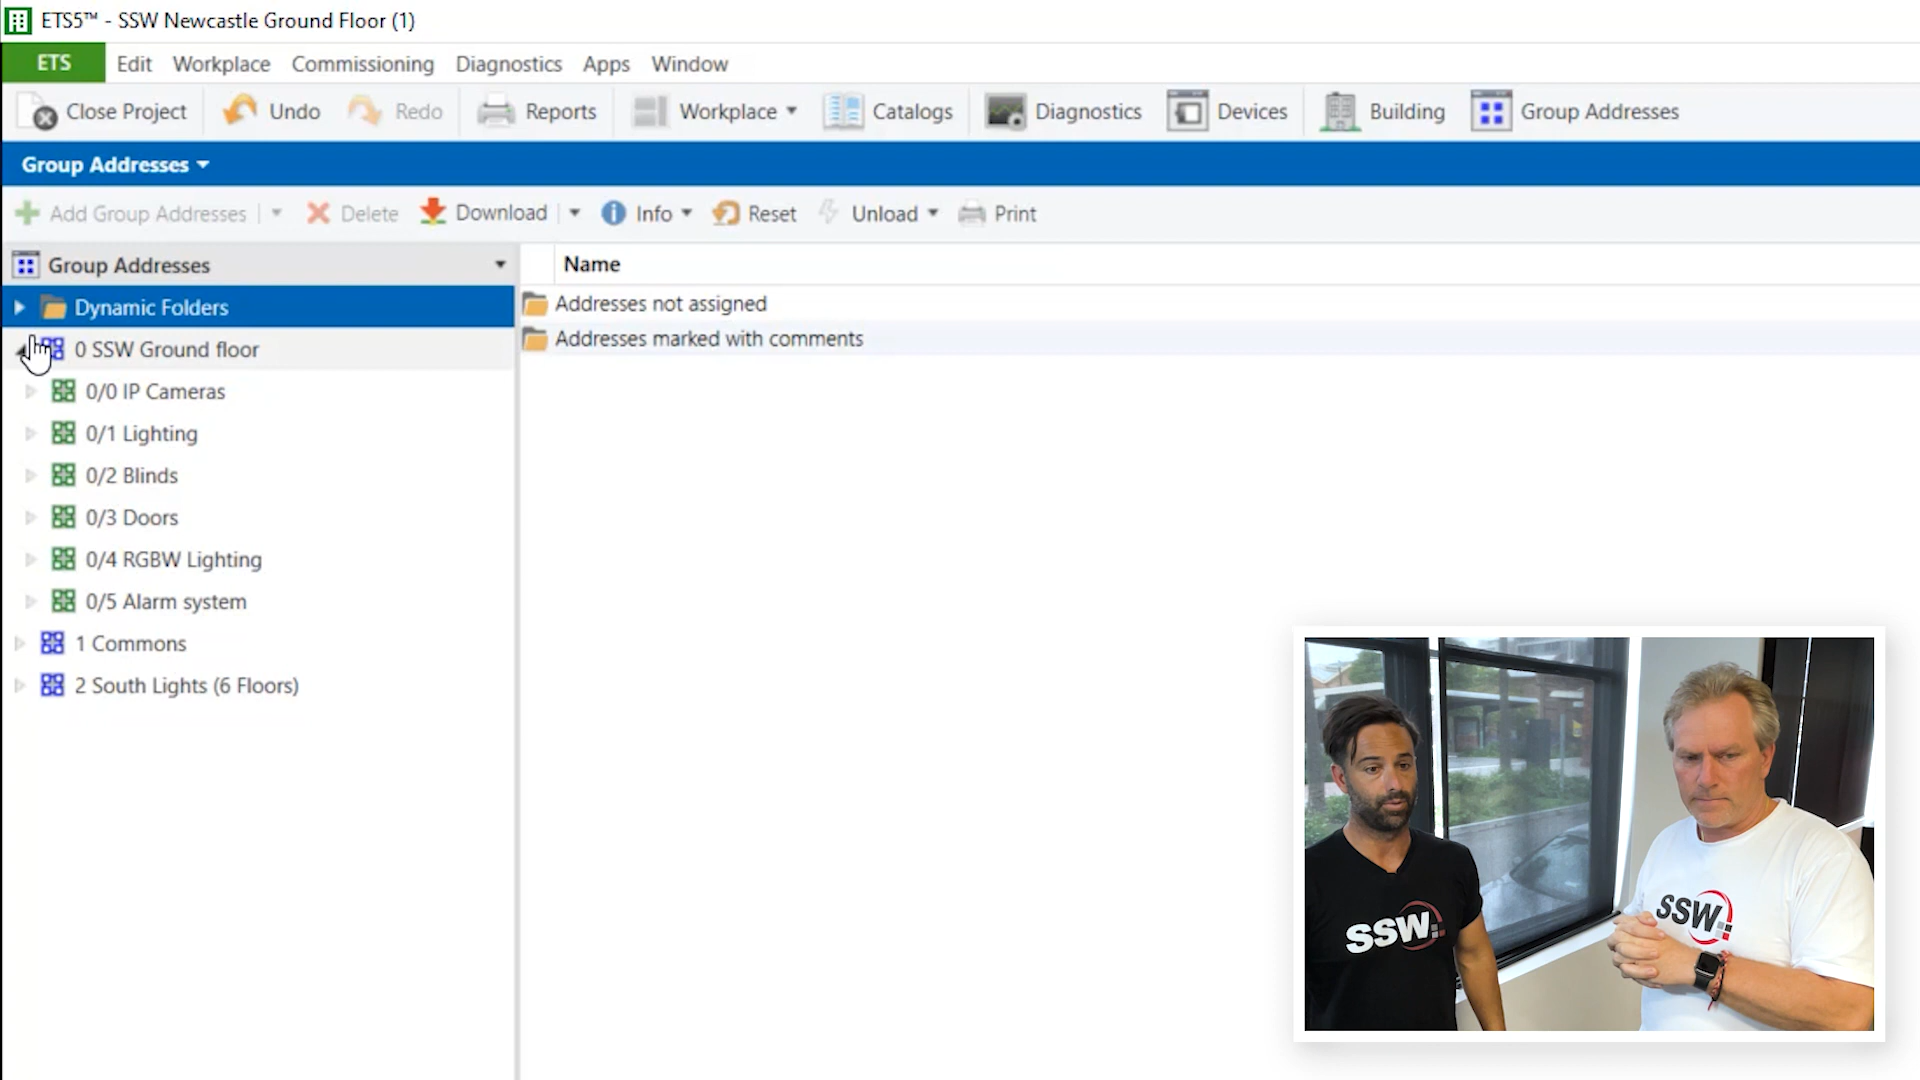 ETS5™ - SSW Newcastle Ground Floor (1)
ETS Edit Workplace Commissioning Diagnostics Apps Window
Close Project Undo Redo Reports Workplace Catalogs Diagnostics Devices Building Group Addresses
Group Addresses
Add Group Addresses Delete Download Info Reset Unload Print
Group Addresses
Name
Dynamic Folders
Addresses not assigned
0 SSW Ground floor
Addresses marked with comments
0/0 IP Cameras
0/1 Lighting
0/2 Blinds
0/3 Doors
0/4 RGBW Lighting
0/5 Alarm system
1 Commons
2 South Lights (6 Floors)
SSW
SSW